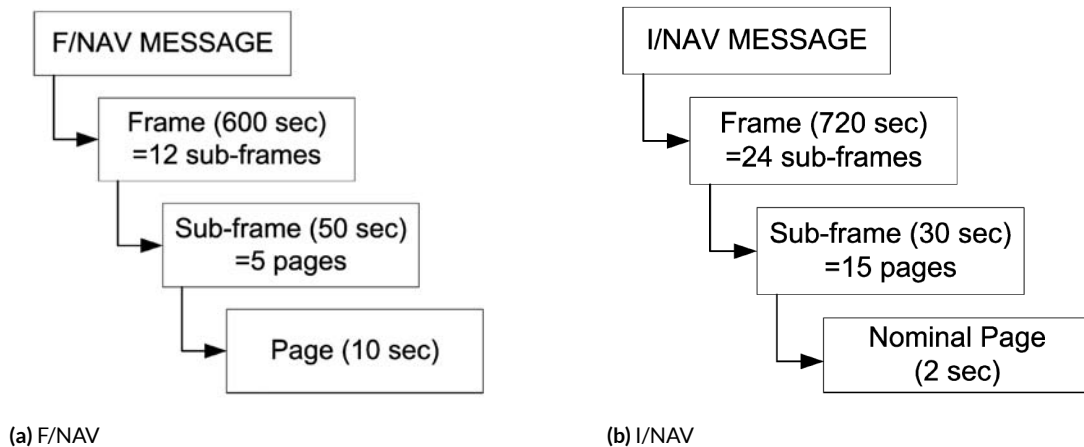 F/NAV MESSAGE
Frame (600 sec)
=12 sub-frames
Sub-frame (50 sec)
=5 pages
Page (10 sec)
(a) F/NAV
I/NAV MESSAGE
Frame (720 sec)
=24 sub-frames
Sub-frame (30 sec)
=15 pages
Nominal Page
(2 sec)
(b) I/NAV